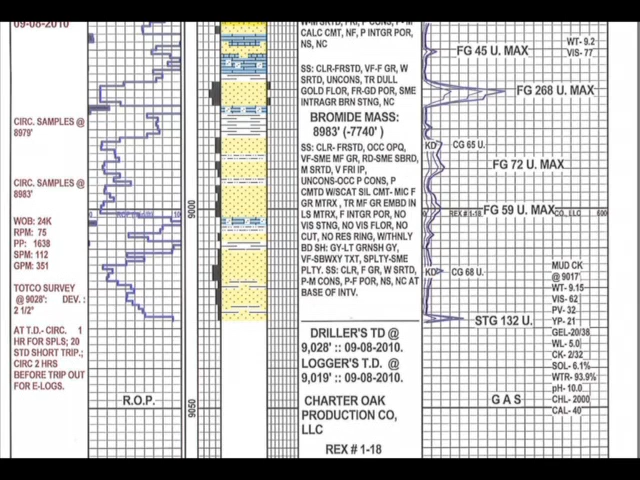 09-08-2010
CIRC. SAMPLES @
8979'
CIRC. SAMPLES @
8983'
WOB: 24K
RPM: 75
PP: 1638
SPM: 112
GPM: 351
TOTCO SURVEY
@ 9028': DEV. :
2 1/2°
AT T.D.- CIRC. 1
HR FOR SPLS; 20
STD SHORT TRIP.;
CIRC 2 HRS
BEFORE TRIP OUT
FOR E-LOGS.
R.O.P.
9000
9050
W-M SRTD, FRI, P CONS, P - M
CALC CMT, NF, P INTGR POR,
NS, NC
SS: CLR-FRSTD, VF-F GR, W
SRTD, UNCONS, TR DULL
GOLD FLOR, FR-GD POR, SME
INTRAGR BRN STNG, NC
BROMIDE MASS:
8983' (-7740' )
SS: CLR- FRSTD, OCC OPQ,
VF-SME MF GR, RD-SME SBRD,
M SRTD, V FRI IP,
UNCONS-OCC P CONS, P
CMTD W/SCAT SIL CMT- MIC F
GR MTRX , TR MF GR EMBD IN
LS MTRX, F INTGR POR, NO
VIS STNG, NO VIS FLOR, NO
CUT, NO RES RING, W/THNLY
BD SH: GY-LT GRNSH GY,
VF-SBWXY TXT, SPLTY-SME
PLTY. SS: CLR, F GR, W SRTD,
P-M CONS, P-F POR, NS, NC AT
BASE OF INTV.
DRILLER'S TD @
9,028' :: 09-08-2010.
LOGGER'S T.D. @
9,019' :: 09-08-2010.
CHARTER OAK
PRODUCTION CO,
LLC
REX # 1-18
FG 45 U. MAX
WT- 9.2
VIS- 77
FG 268 U. MAX
KD
CG 65 U.
FG 72 U. MAX
REX # 1-18
FG 59 U. MAX
CO., LLC
600
KD
CG 68 U.
STG 132 U.
MUD CK
@ 9017'
WT- 9.15
VIS- 62
PV- 32
YP- 21
GEL-20/38
WL- 5.0
CK- 2/32
SOL- 6.1%
WTR- 93.9%
pH- 10.0
CHL- 2000
CAL- 40
G A S